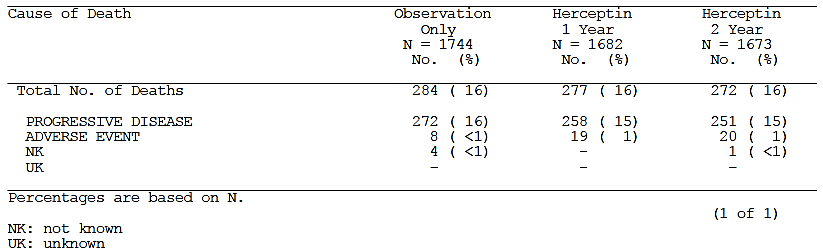 Cause of Death Observation Herceptin Herceptin
Only 1 Year 2 Year
N = 1744 N = 1682 N = 1673
No. (%) No. (%) No. (%)
Total No. of Deaths 284 ( 16) 277 ( 16) 272 ( 16)
PROGRESSIVE DISEASE 272 ( 16) 258 ( 15) 251 ( 15)
ADVERSE EVENT 8 ( <1) 19 ( 1) 20 ( 1)
NK 4 ( <1) – 1 ( <1)
UK – – –
Percentages are based on N.
(1 of 1)
NK: not known
UK: unknown